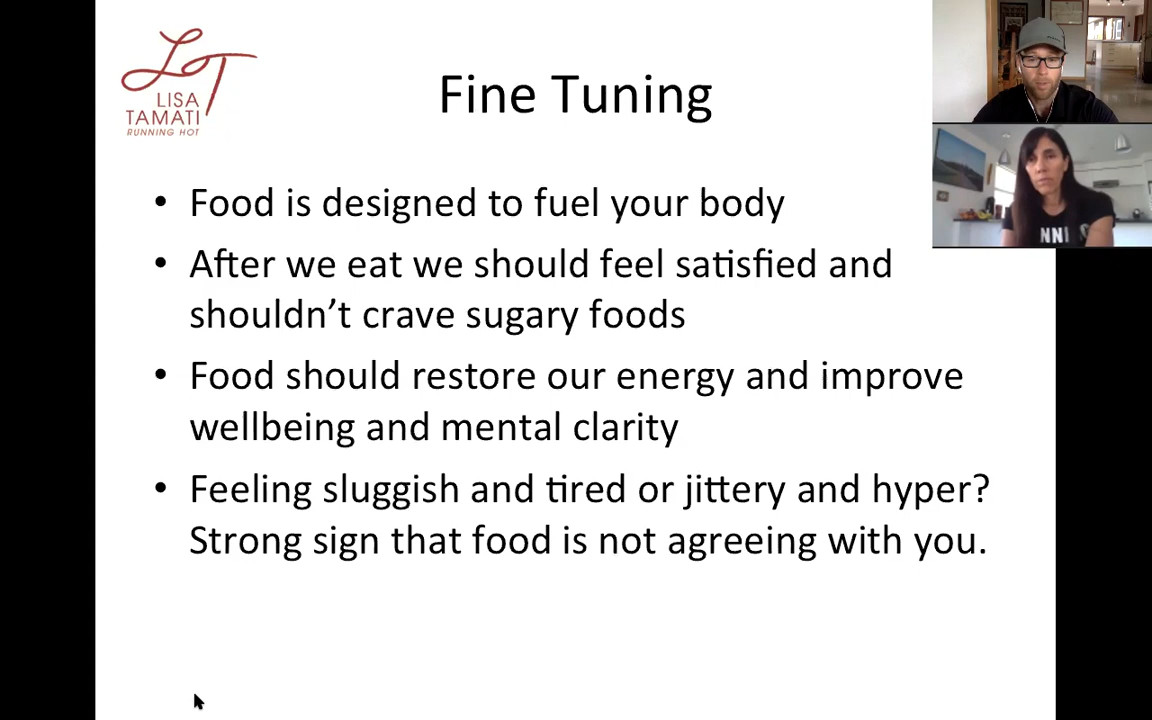 LT
LISA
TAMATI
RUNNING HOT
Fine Tuning
• Food is designed to fuel your body
• After we eat we should feel satisfied and
shouldn’t crave sugary foods
• Food should restore our energy and improve
wellbeing and mental clarity
• Feeling sluggish and tired or jittery and hyper?
Strong sign that food is not agreeing with you.